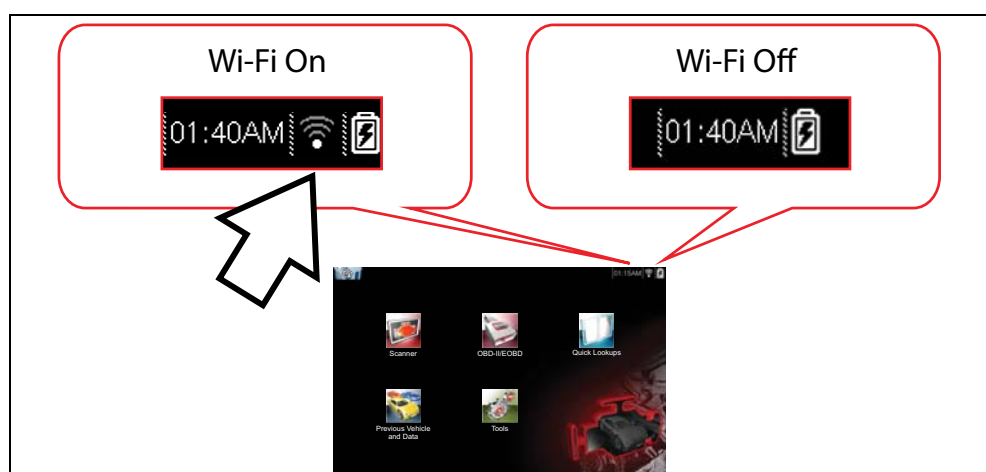 Wi-Fi On
Wi-Fi Off
01:40AM
01:40AM
01:15AM
Scanner
OBD-II/EOBD
Quick Lookups
Previous Vehicle
and Data
Tools